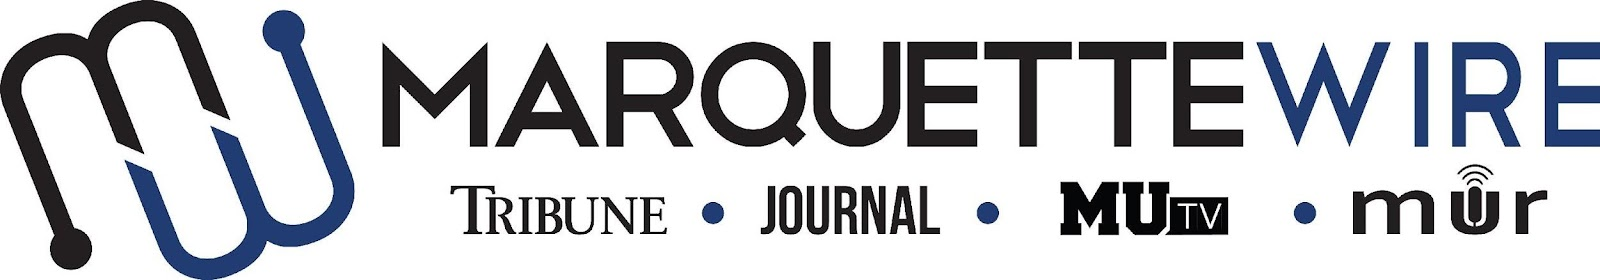 MARQUETTEWIRE
TRIBUNE • JOURNAL • MUTV • mur